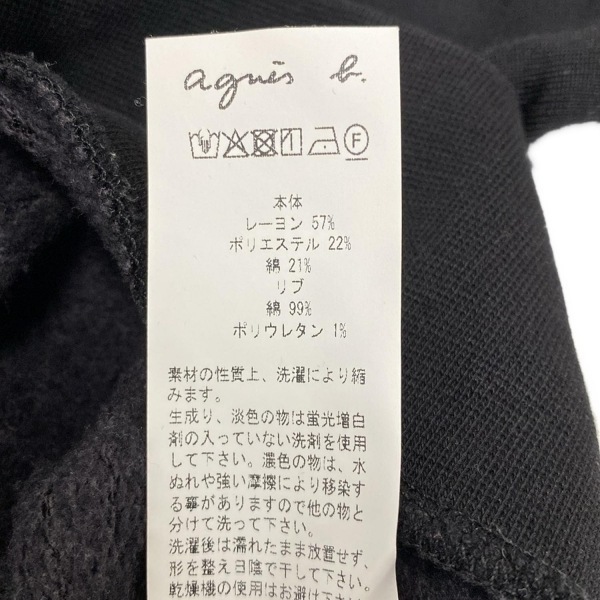 agnès b.
F
本体
レーヨン 57%
ポリエステル 22%
綿 21%
リブ
綿 99%
ポリウレタン 1%
素材の性質上、洗濯により縮
みます。
生成り、淡色の物は蛍光増白
剤の入っていない洗剤を使用
して下さい。濃色の物は、水
ぬれや強い摩擦により移染す
る事がありますので他の物と
分けて洗って下さい。
洗濯後は濡れたまま放置せず、
形を整え日陰で干して下さい。
乾燥機の使用はお避け下さい